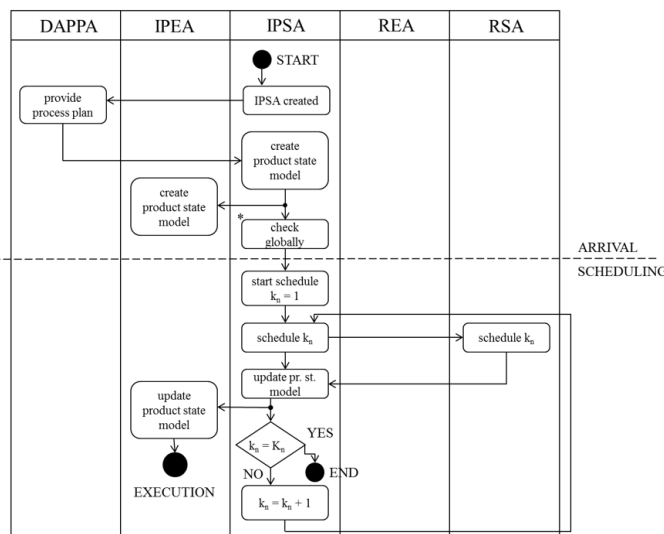 DAPPA IPEA IPSA REA RSA
START
provide
process plan
IPSA created
create
product state
model
create
product state
model
*
check
globally
ARRIVAL
SCHEDULING
start schedule
kn = 1
schedule kn
schedule kn
update pr. st.
model
update
product state
model
kn = Kn
YES
NO
END
EXECUTION
kn = kn + 1